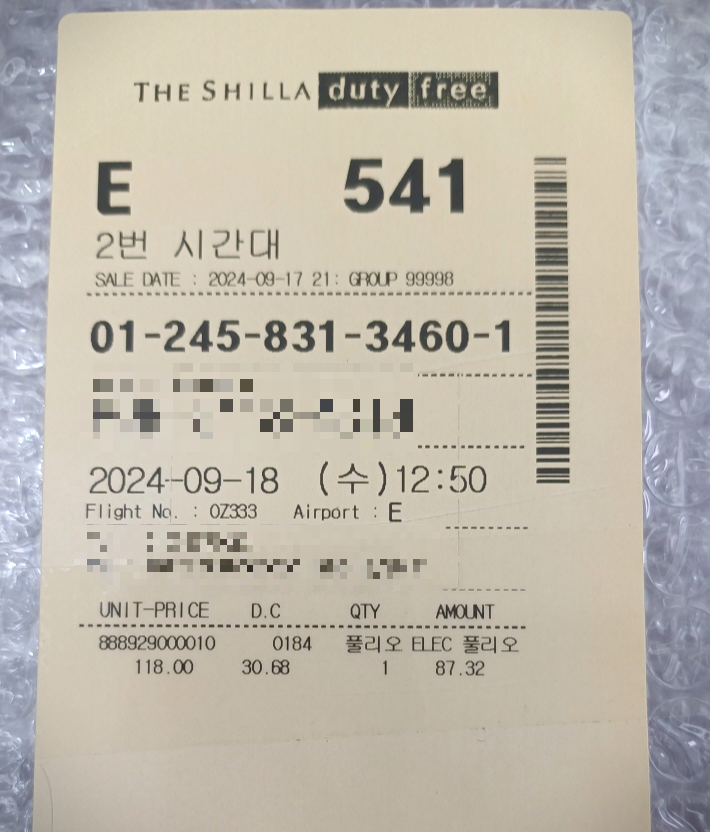 THE SHILLA duty free
E 541
2번 시간대
SALE DATE : 2024-09-17 21: GROUP 99998
01-245-831-3460-1
2024-09-18 (수)12:50
Flight No. : OZ333 Airport : E
UNIT-PRICE D.C QTY AMOUNT
888929000010 0184 풀리오 ELEC 풀리오
118.00 30.68 1 87.32